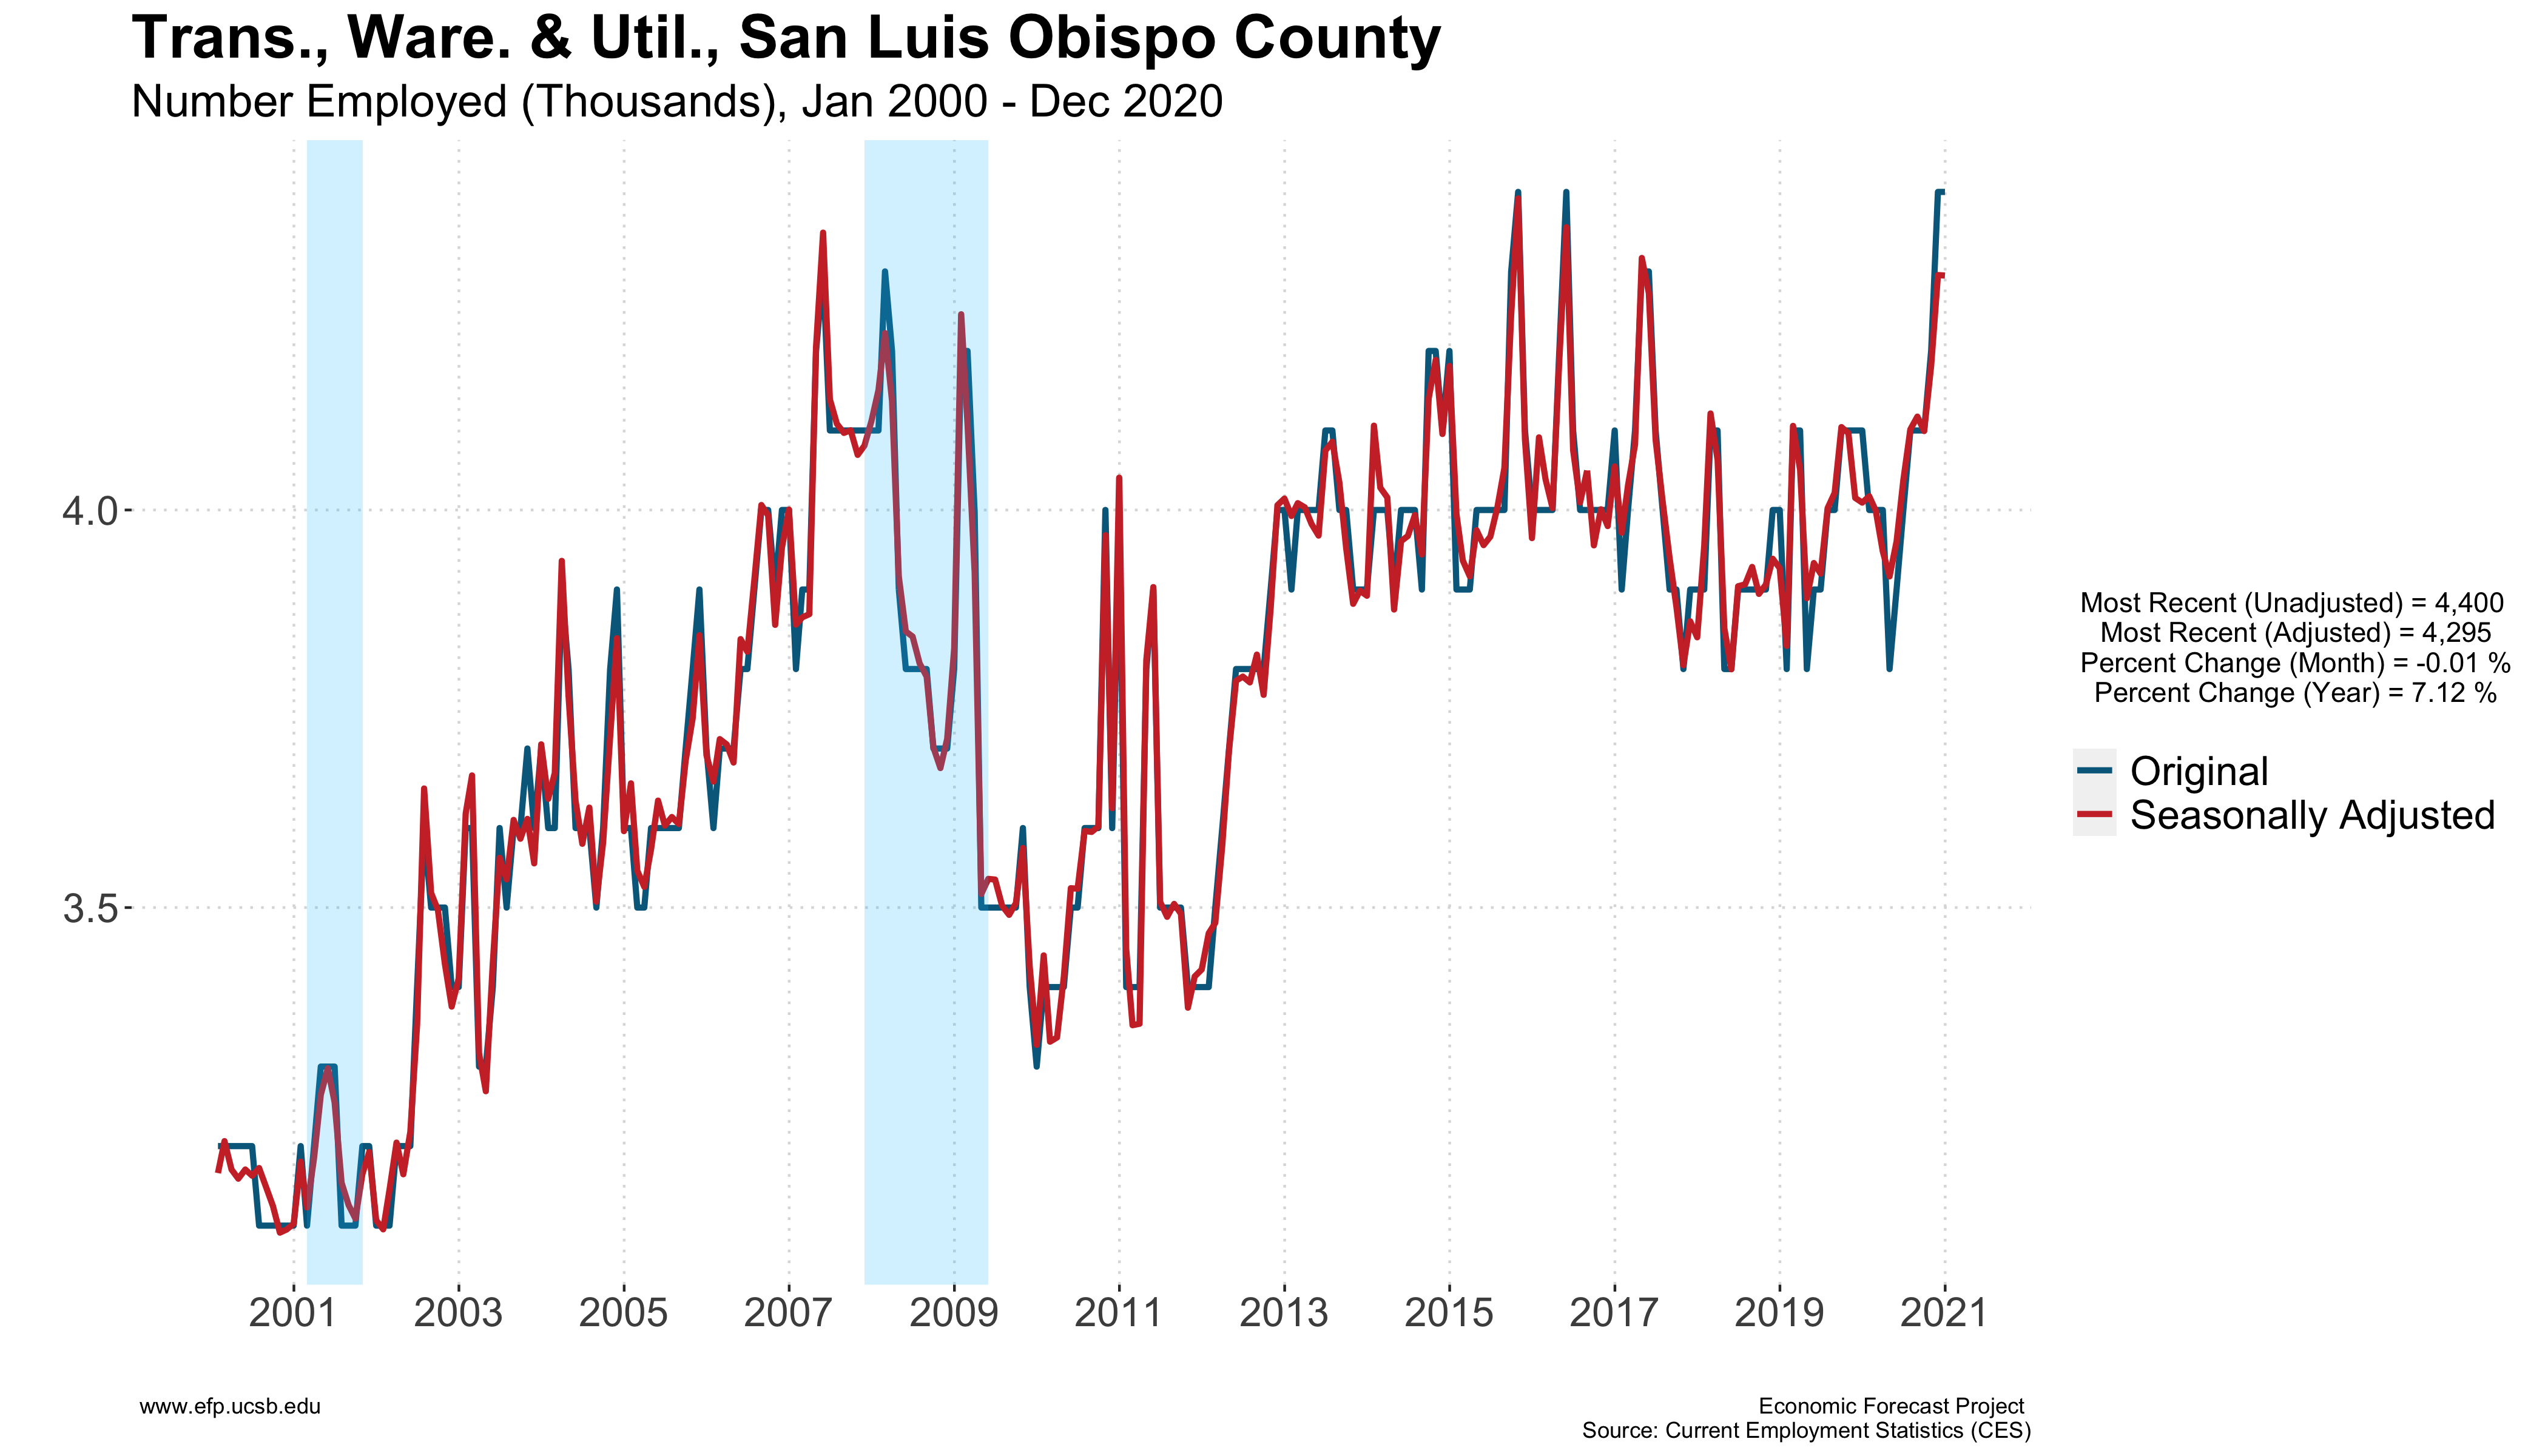 Trans., Ware. & Util., San Luis Obispo County
Number Employed (Thousands), Jan 2000 - Dec 2020
4.0
3.5
Most Recent (Unadjusted) = 4,400
Most Recent (Adjusted) = 4,295
Percent Change (Month) = -0.01 %
Percent Change (Year) = 7.12 %
Original
Seasonally Adjusted
2001 2003 2005 2007 2009 2011 2013 2015 2017 2019 2021
www.efp.ucsb.edu
Economic Forecast Project
Source: Current Employment Statistics (CES)